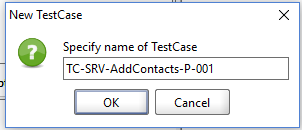 New TestCase
Specify name of TestCase
TC-SRV-AddContacts-P-001
OK
Cancel